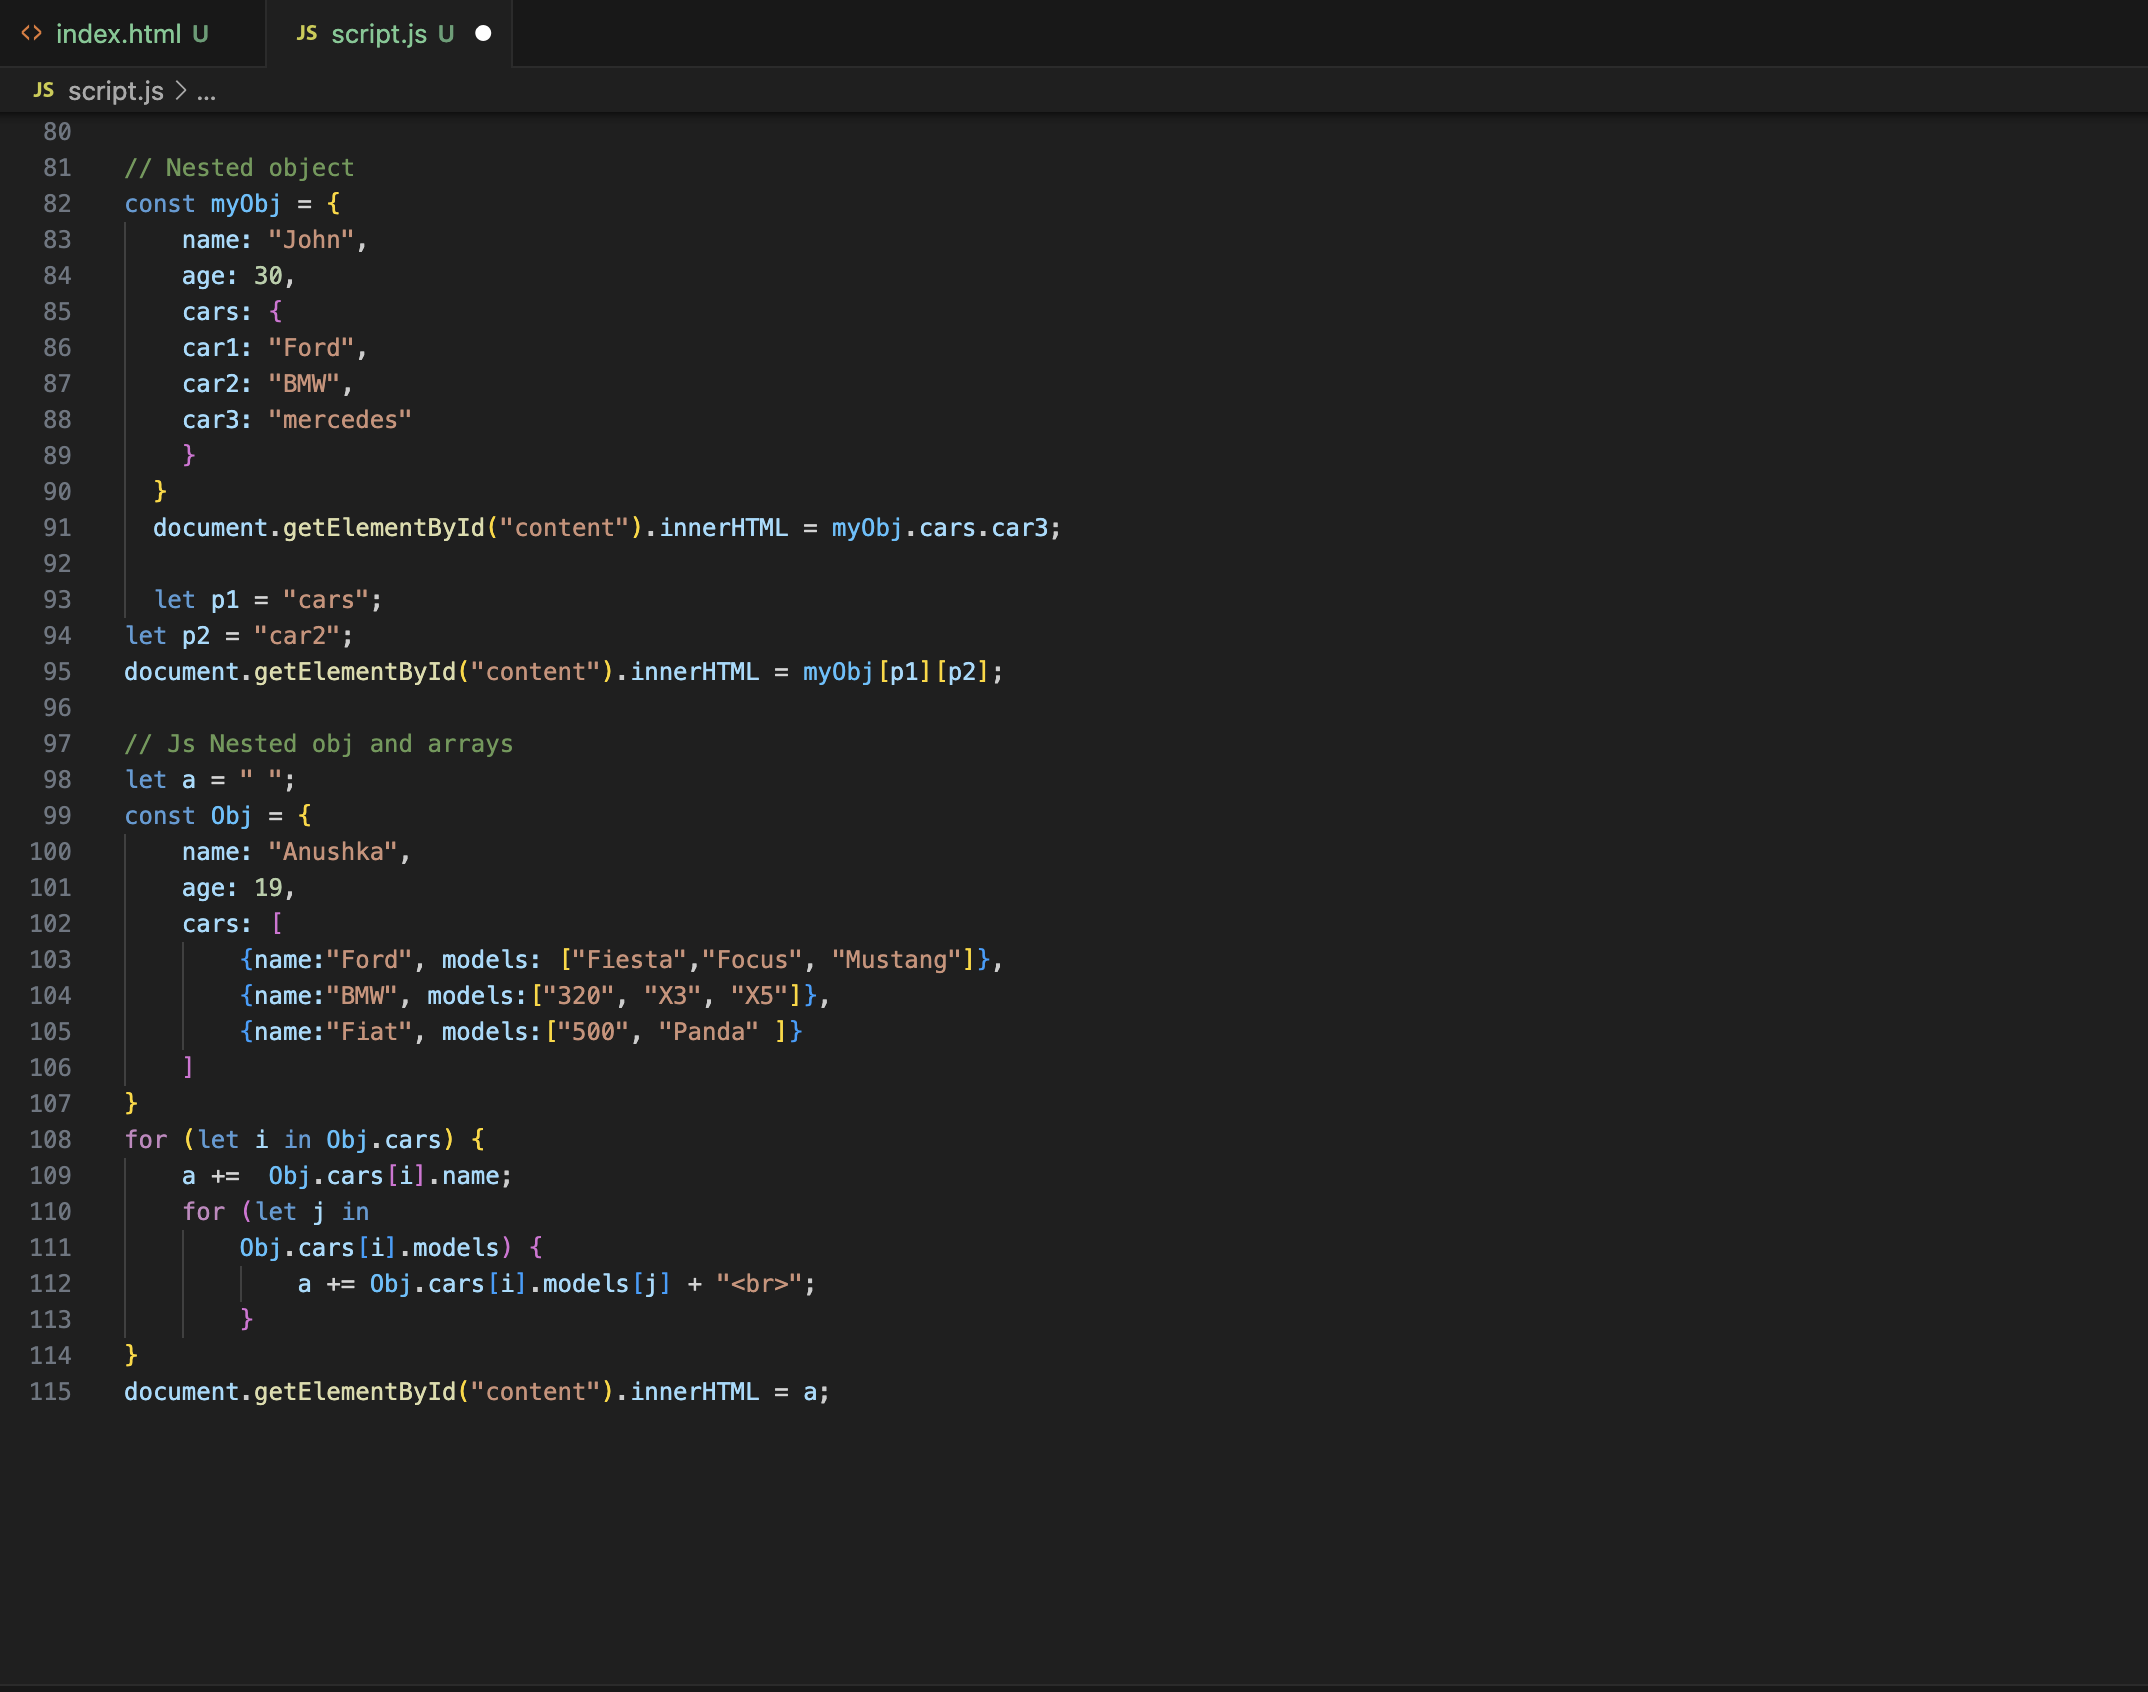 <> index.html U JS script.js U
JS script.js > ...
80
81 // Nested object
82 const myObj = {
83     name: "John",
84     age: 30,
85     cars: {
86     car1: "Ford",
87     car2: "BMW",
88     car3: "mercedes"
89     }
90   }
91   document.getElementById("content").innerHTML = myObj.cars.car3;
92
93   let p1 = "cars";
94 let p2 = "car2";
95 document.getElementById("content").innerHTML = myObj[p1][p2];
96
97 // Js Nested obj and arrays
98 let a = " ";
99 const Obj = {
100     name: "Anushka",
101     age: 19,
102     cars: [
103         {name:"Ford", models: ["Fiesta","Focus", "Mustang"]},
104         {name:"BMW", models:["320", "X3", "X5"]},
105         {name:"Fiat", models:["500", "Panda" ]}
106     ]
107 }
108 for (let i in Obj.cars) {
109     a +=  Obj.cars[i].name;
110     for (let j in
111         Obj.cars[i].models) {
112             a += Obj.cars[i].models[j] + "<br>";
113         }
114 }
115 document.getElementById("content").innerHTML = a;